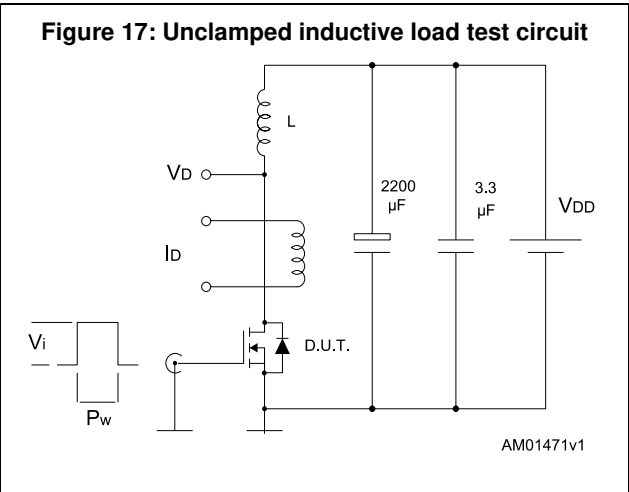 Figure 17: Unclamped inductive load test circuit
L
VD
2200
µF
3.3
µF
VDD
ID
Vi
D.U.T.
Pw
AM01471v1